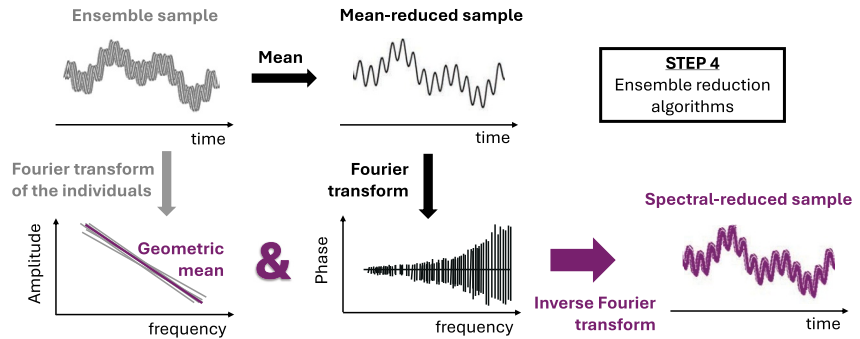 Ensemble sample
Mean-reduced sample
Mean
STEP 4
Ensemble reduction
algorithms
time
time
Fourier transform
of the individuals
Fourier
transform
Spectral-reduced sample
Amplitude
Geometric
mean
&
Phase
frequency
frequency
Inverse Fourier
transform
time